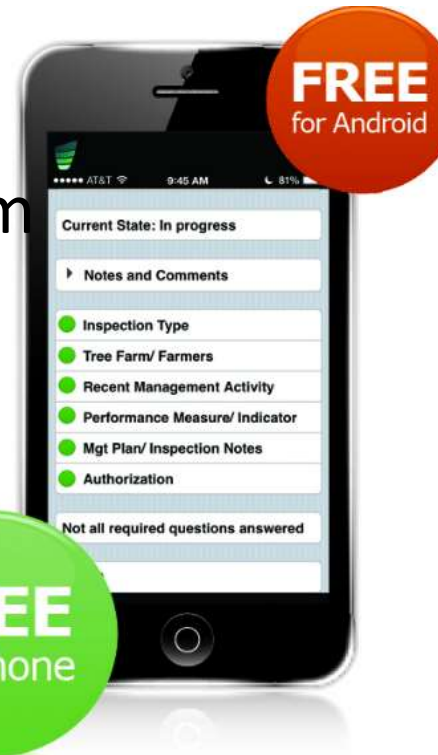 FREE
for Android
m
AT&T
9:45 AM
81%
Current State: In progress
Notes and Comments
Inspection Type
Tree Farm/ Farmers
Recent Management Activity
Performance Measure/ Indicator
Mgt Plan/ Inspection Notes
Authorization
Not all required questions answered
EE
hone